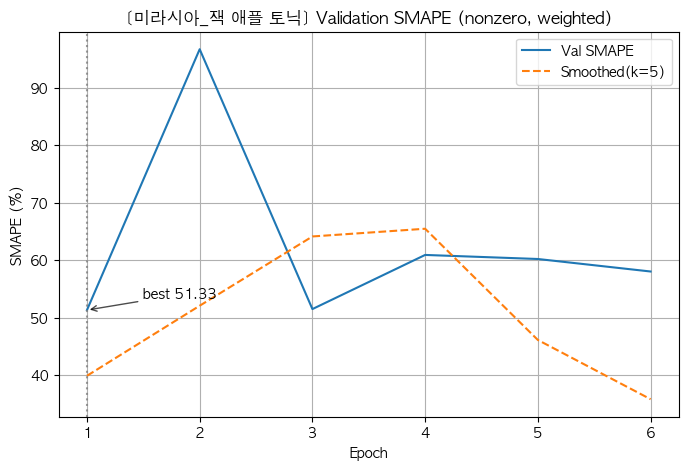 [미라시아_잭 애플 토닉] Validation SMAPE (nonzero, weighted)
Val SMAPE
Smoothed(k=5)
SMAPE (%)
90
80
70
60
50
40
best 51.33
1 2 3 4 5 6
Epoch